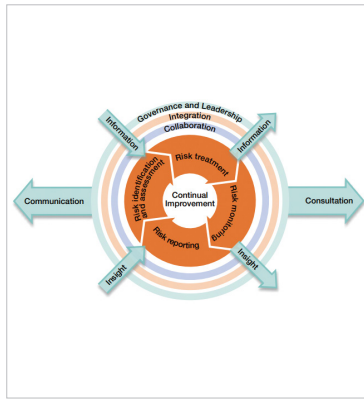 Governance and Leadership
Integration
Collaboration
Information
Information
Risk treatment
Risk identification
and assessment
Continual
Improvement
Risk monitoring
Communication
Consultation
Risk reporting
Insight
Insight